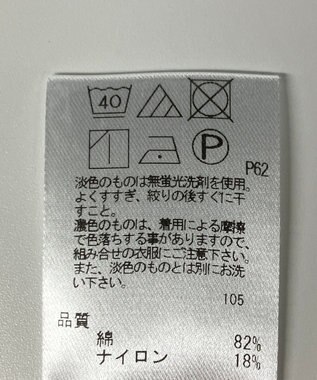 40
P
P62
淡色のものは無蛍光洗剤を使用。
よくすすぎ、絞りの後すぐに干
すこと。
濃色のものは、着用による摩擦
で色落ちする事がありますので、
組み合せの衣服にご注意下さい。
また、淡色のものとは別にお洗
い下さい。
105
品質
綿 82%
ナイロン 18%